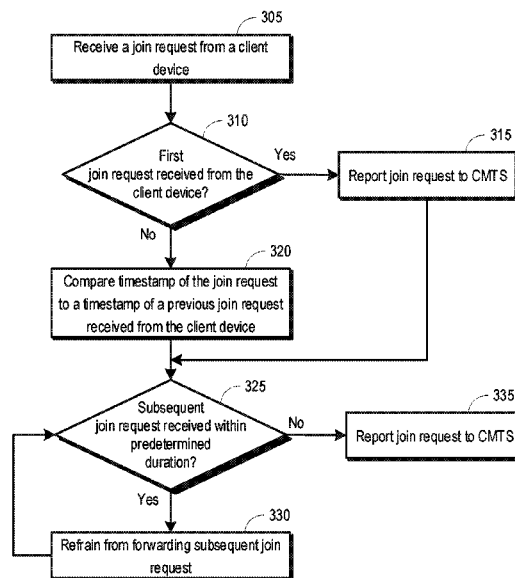 305
Receive a join request from a client
device
310
First
join request received from the
client device?
Yes
315
Report join request to CMTS
No
320
Compare timestamp of the join request
to a timestamp of a previous join request
received from the client device
325
Subsequent
join request received within
predetermined
duration?
No
335
Report join request to CMTS
Yes
330
Refrain from forwarding subsequent join
request